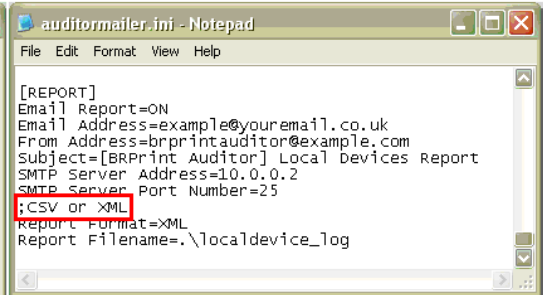 auditormailer.ini - Notepad
File Edit Format View Help
[REPORT]
Email Report=ON
Email Address=example@youremail.co.uk
From Address=brprintauditor@example.com
Subject=[BRPrint Auditor] Local Devices Report
SMTP Server Address=10.0.0.2
SMTP Server Port Number=25
;CSV or XML
Report Format=XML
Report Filename=.\localdevice_log